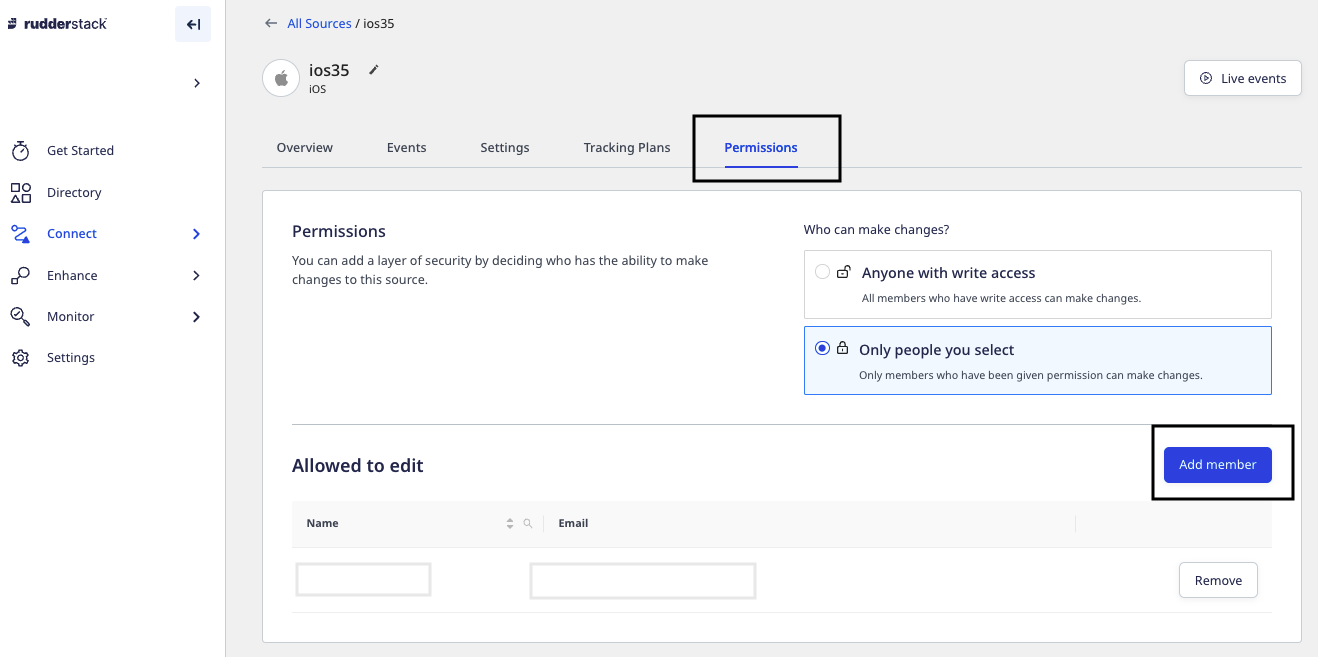 rudderstack
All Sources / ios35
ios35
iOS
Live events
Get Started
Directory
Connect
Enhance
Monitor
Settings
Overview
Events
Settings
Tracking Plans
Permissions
Permissions
You can add a layer of security by deciding who has the ability to make
changes to this source.
Who can make changes?
Anyone with write access
All members who have write access can make changes.
Only people you select
Only members who have been given permission can make changes.
Allowed to edit
Add member
Name
Email
Remove